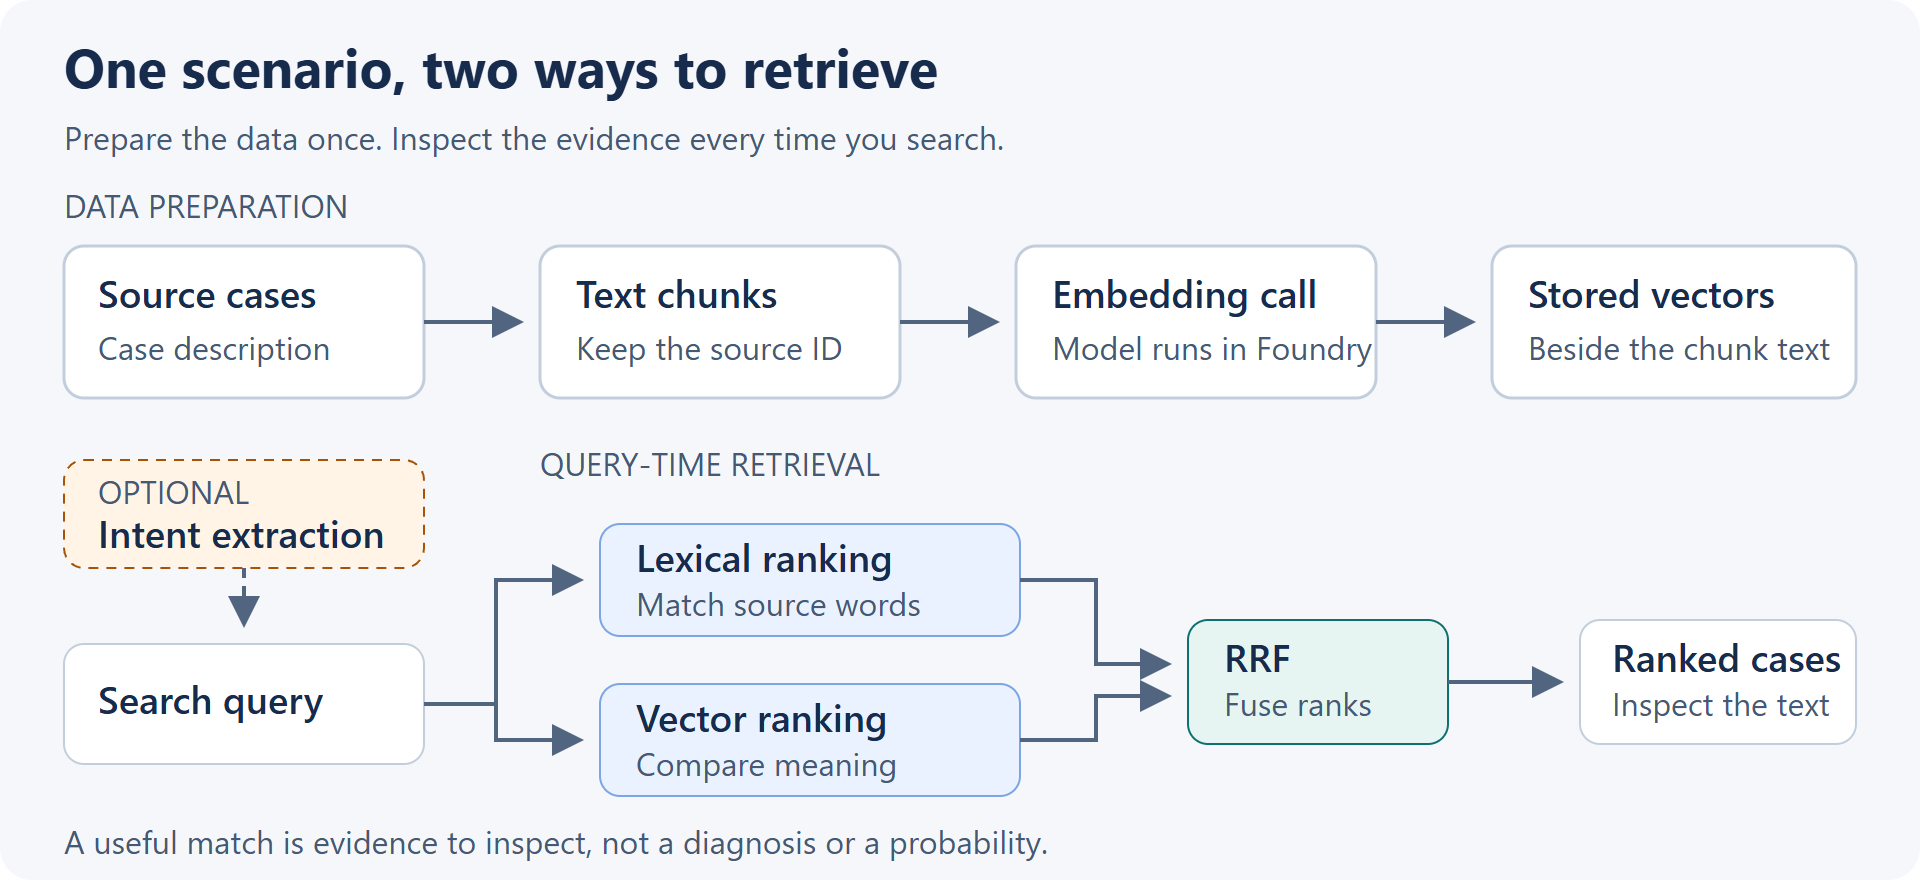 One scenario, two ways to retrieve
Prepare the data once. Inspect the evidence every time you search.
DATA PREPARATION
Source cases
Case description
Text chunks
Keep the source ID
Embedding call
Model runs in Foundry
Stored vectors
Beside the chunk text
OPTIONAL
Intent extraction
Search query
QUERY-TIME RETRIEVAL
Lexical ranking
Match source words
Vector ranking
Compare meaning
RRF
Fuse ranks
Ranked cases
Inspect the text
A useful match is evidence to inspect, not a diagnosis or a probability.